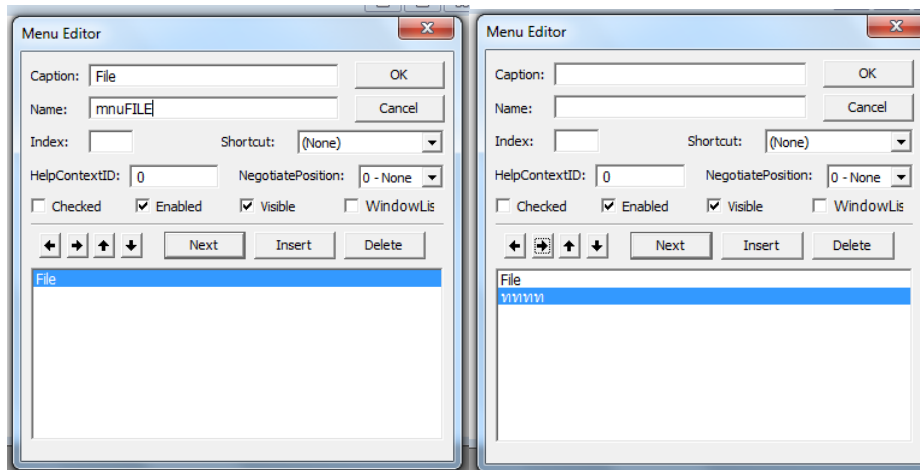 Menu Editor
Caption: File
OK
Name: mnuFILE
Cancel
Index:
Shortcut: (None)
HelpContextID: 0
NegotiatePosition: 0 - None
Checked
Enabled
Visible
WindowLis
Next
Insert
Delete
File
Menu Editor
Caption:
OK
Name:
Cancel
Index:
Shortcut: (None)
HelpContextID: 0
NegotiatePosition: 0 - None
Checked
Enabled
Visible
WindowLis
Next
Insert
Delete
File
ทททท